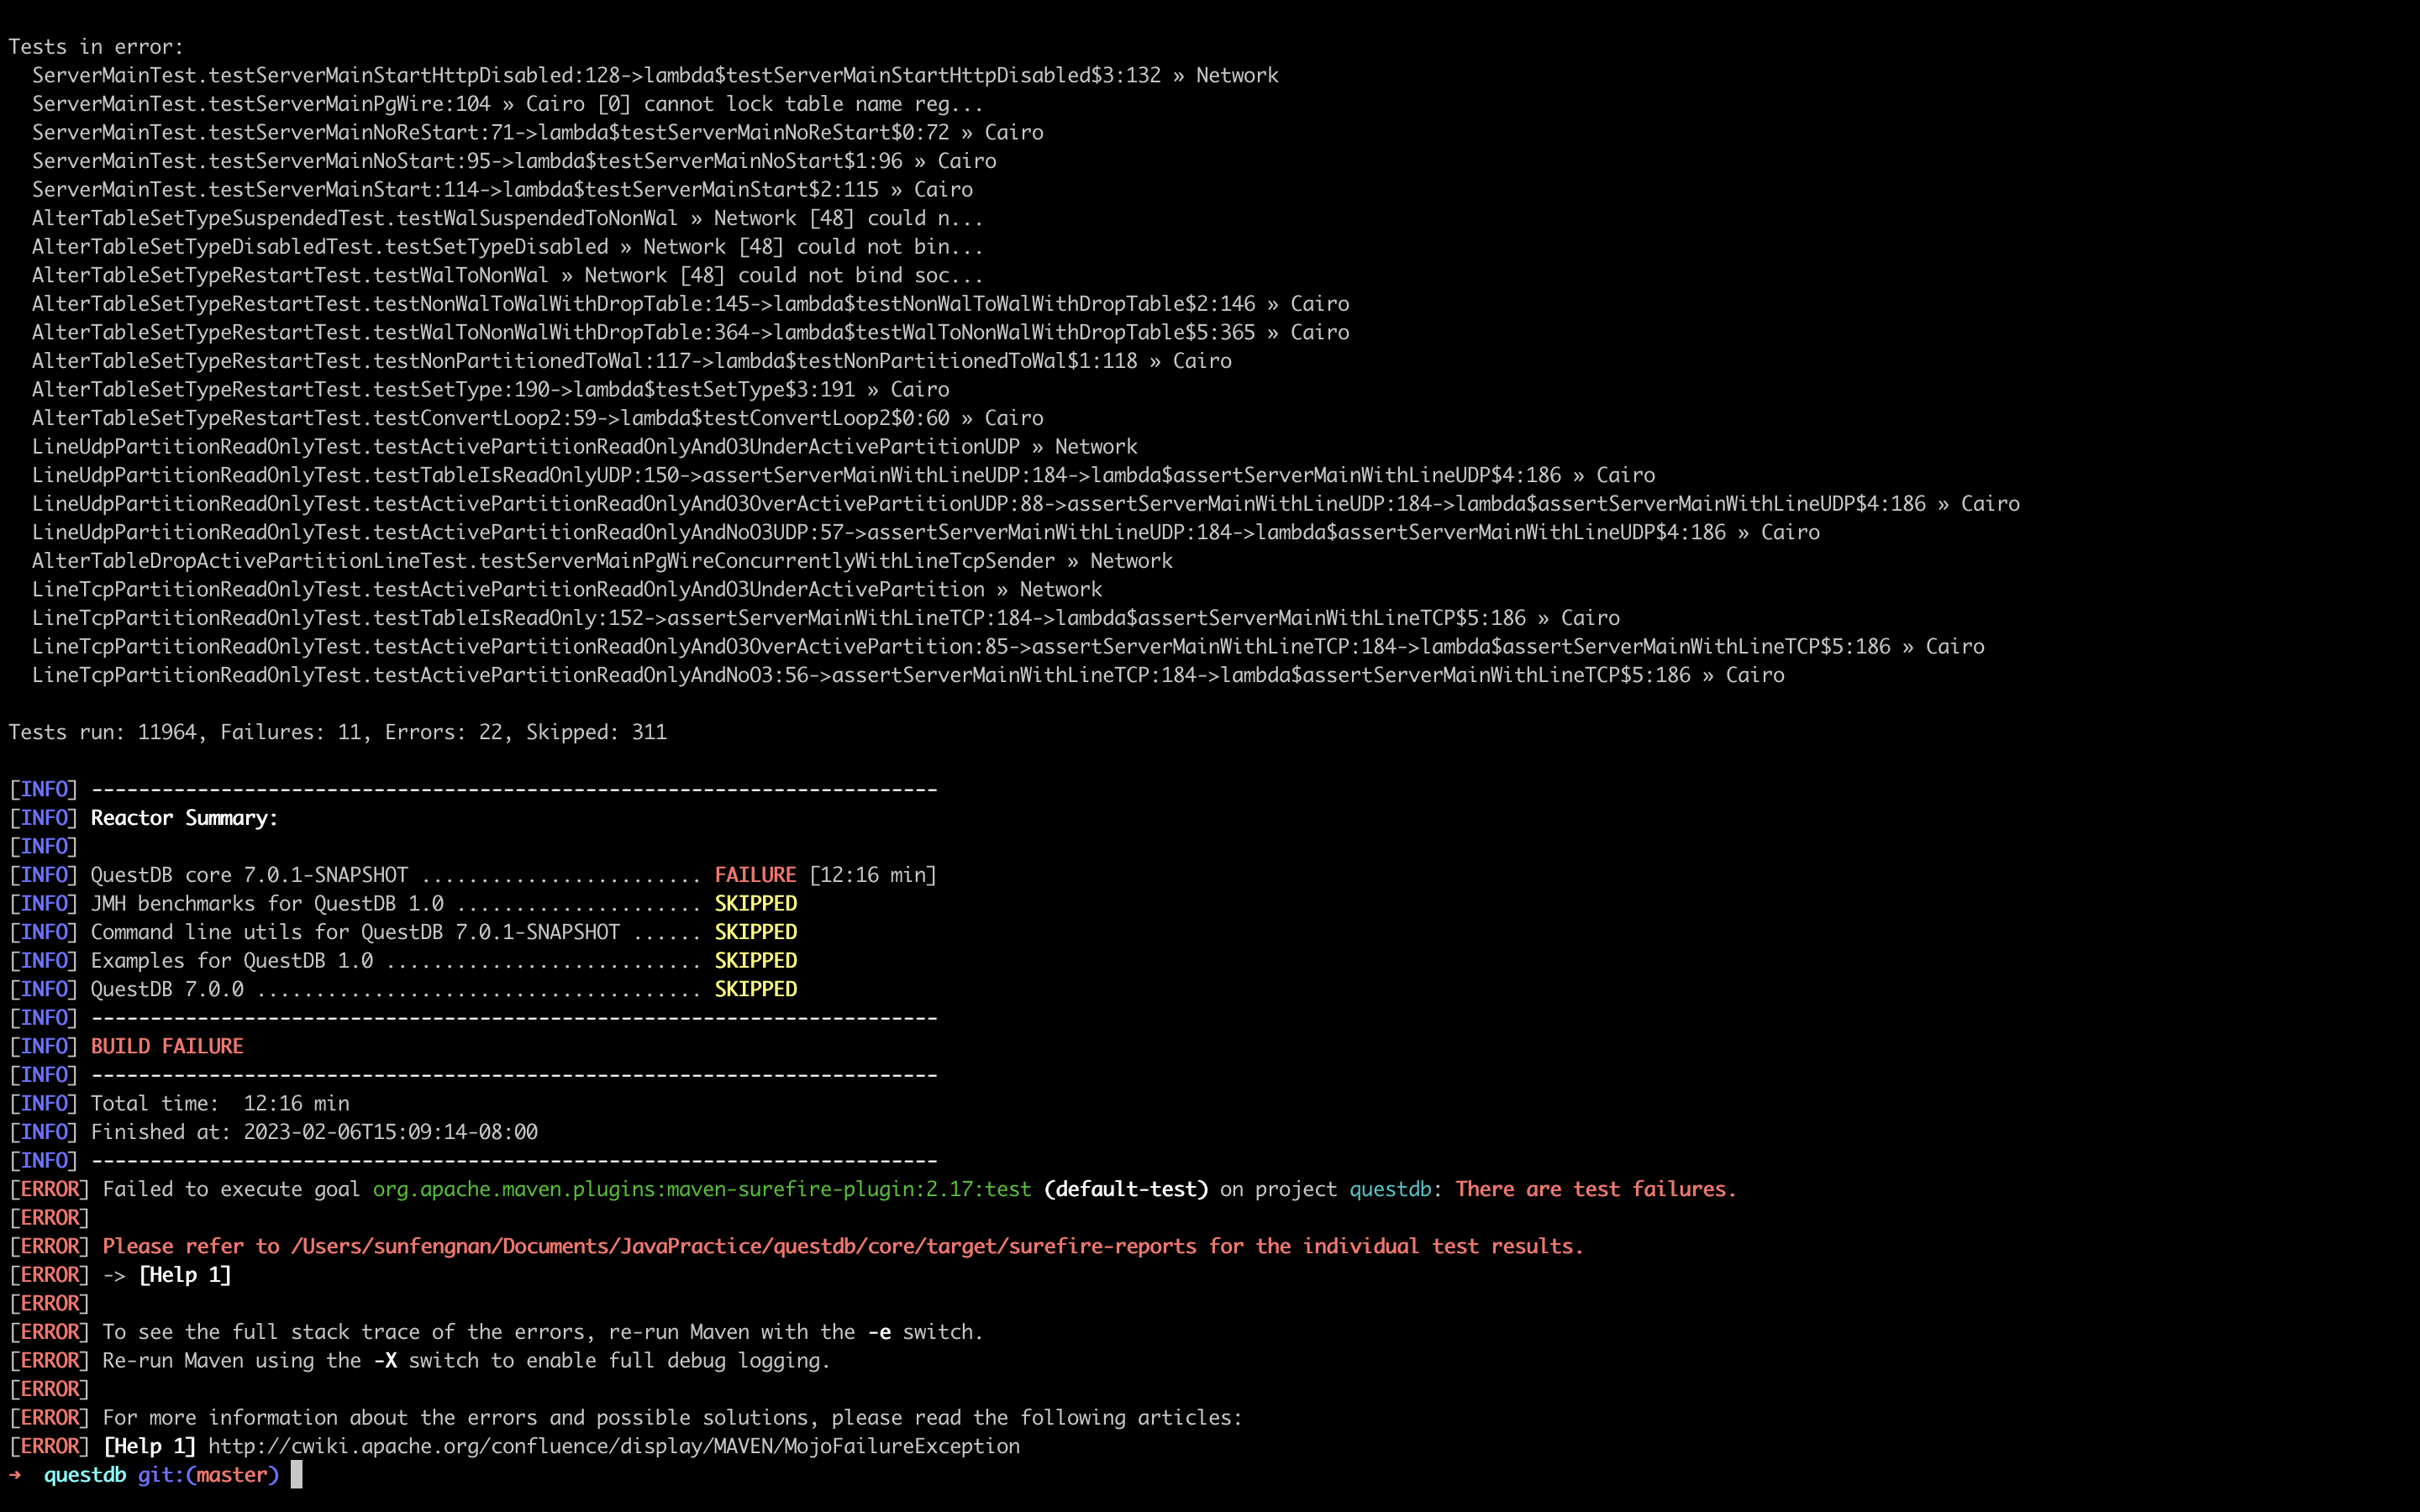 Tests in error:
  ServerMainTest.testServerMainStartHttpDisabled:128->lambda$testServerMainStartHttpDisabled$3:132 » Network
  ServerMainTest.testServerMainPgWire:104 » Cairo [0] cannot lock table name reg...
  ServerMainTest.testServerMainNoReStart:71->lambda$testServerMainNoReStart$0:72 » Cairo
  ServerMainTest.testServerMainNoStart:95->lambda$testServerMainNoStart$1:96 » Cairo
  ServerMainTest.testServerMainStart:114->lambda$testServerMainStart$2:115 » Cairo
  AlterTableSetTypeSuspendedTest.testWalSuspendedToNonWal » Network [48] could n...
  AlterTableSetTypeDisabledTest.testSetTypeDisabled » Network [48] could not bin...
  AlterTableSetTypeRestartTest.testWalToNonWal » Network [48] could not bind soc...
  AlterTableSetTypeRestartTest.testNonWalToWalWithDropTable:145->lambda$testNonWalToWalWithDropTable$2:146 » Cairo
  AlterTableSetTypeRestartTest.testWalToNonWalWithDropTable:364->lambda$testWalToNonWalWithDropTable$5:365 » Cairo
  AlterTableSetTypeRestartTest.testNonPartitionedToWal:117->lambda$testNonPartitionedToWal$1:118 » Cairo
  AlterTableSetTypeRestartTest.testSetType:190->lambda$testSetType$3:191 » Cairo
  AlterTableSetTypeRestartTest.testConvertLoop2:59->lambda$testConvertLoop2$0:60 » Cairo
  LineUdpPartitionReadOnlyTest.testActivePartitionReadOnlyAndO3UnderActivePartitionUDP » Network
  LineUdpPartitionReadOnlyTest.testTableIsReadOnlyUDP:150->assertServerMainWithLineUDP:184->lambda$assertServerMainWithLineUDP$4:186 » Cairo
  LineUdpPartitionReadOnlyTest.testActivePartitionReadOnlyAndO3OverActivePartitionUDP:88->assertServerMainWithLineUDP:184->lambda$assertServerMainWithLineUDP$4:186 » Cairo
  LineUdpPartitionReadOnlyTest.testActivePartitionReadOnlyAndNoO3UDP:57->assertServerMainWithLineUDP:184->lambda$assertServerMainWithLineUDP$4:186 » Cairo
  AlterTableDropActivePartitionLineTest.testServerMainPgWireConcurrentlyWithLineTcpSender » Network
  LineTcpPartitionReadOnlyTest.testActivePartitionReadOnlyAndO3UnderActivePartition » Network
  LineTcpPartitionReadOnlyTest.testTableIsReadOnly:152->assertServerMainWithLineTCP:184->lambda$assertServerMainWithLineTCP$5:186 » Cairo
  LineTcpPartitionReadOnlyTest.testActivePartitionReadOnlyAndO3OverActivePartition:85->assertServerMainWithLineTCP:184->lambda$assertServerMainWithLineTCP$5:186 » Cairo
  LineTcpPartitionReadOnlyTest.testActivePartitionReadOnlyAndNoO3:56->assertServerMainWithLineTCP:184->lambda$assertServerMainWithLineTCP$5:186 » Cairo

Tests run: 11964, Failures: 11, Errors: 22, Skipped: 311

[INFO] ------------------------------------------------------------------------
[INFO] Reactor Summary:
[INFO]
[INFO] QuestDB core 7.0.1-SNAPSHOT ........................ FAILURE [12:16 min]
[INFO] JMH benchmarks for QuestDB 1.0 ..................... SKIPPED
[INFO] Command line utils for QuestDB 7.0.1-SNAPSHOT ...... SKIPPED
[INFO] Examples for QuestDB 1.0 ........................... SKIPPED
[INFO] QuestDB 7.0.0 ...................................... SKIPPED
[INFO] ------------------------------------------------------------------------
[INFO] BUILD FAILURE
[INFO] ------------------------------------------------------------------------
[INFO] Total time:  12:16 min
[INFO] Finished at: 2023-02-06T15:09:14-08:00
[INFO] ------------------------------------------------------------------------
[ERROR] Failed to execute goal org.apache.maven.plugins:maven-surefire-plugin:2.17:test (default-test) on project questdb: There are test failures.
[ERROR]
[ERROR] Please refer to /Users/sunfengnan/Documents/JavaPractice/questdb/core/target/surefire-reports for the individual test results.
[ERROR] -> [Help 1]
[ERROR]
[ERROR] To see the full stack trace of the errors, re-run Maven with the -e switch.
[ERROR] Re-run Maven using the -X switch to enable full debug logging.
[ERROR]
[ERROR] For more information about the errors and possible solutions, please read the following articles:
[ERROR] [Help 1] http://cwiki.apache.org/confluence/display/MAVEN/MojoFailureException
➜  questdb git:(master)